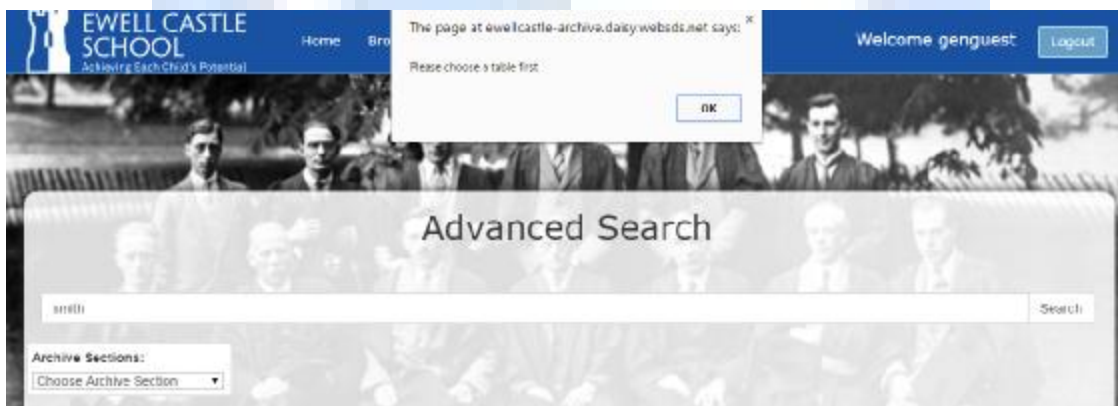 EWELL CASTLE
SCHOOL
Achieving Each Child's Potential
Home Bro
The page at ewellcastle-archive.daisy.websds.net says:
Please choose a table first
OK
Welcome genguest
Logout
Advanced Search
smith
Search
Archive Sections:
Choose Archive Section